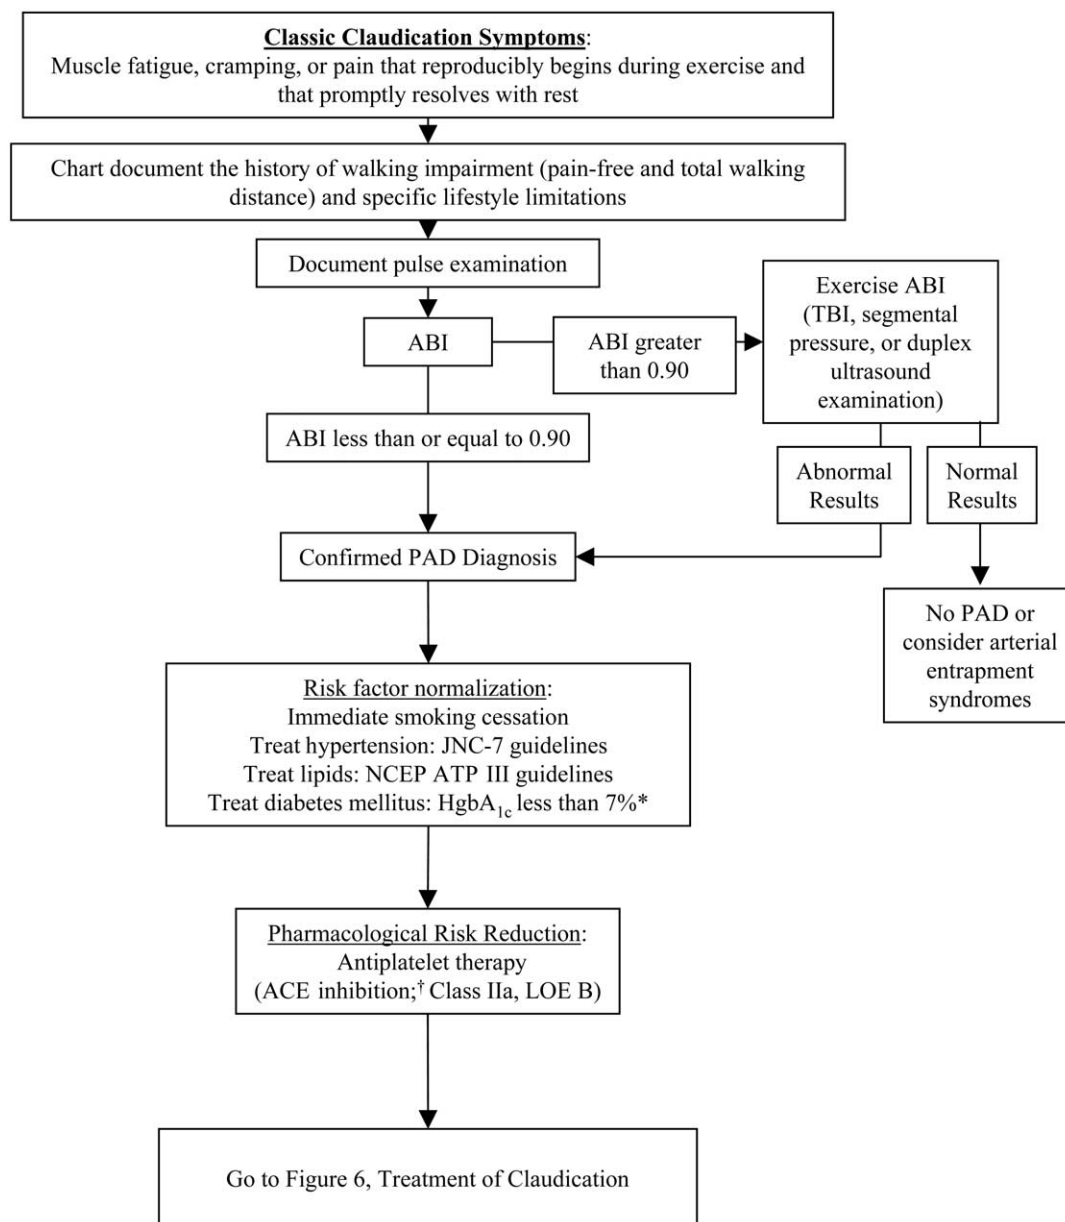 Classic Claudication Symptoms:
Muscle fatigue, cramping, or pain that reproducibly begins during exercise and
that promptly resolves with rest
Chart document the history of walking impairment (pain-free and total walking
distance) and specific lifestyle limitations
Document pulse examination
ABI
ABI greater
than 0.90
Exercise ABI
(TBI, segmental
pressure, or duplex
ultrasound
examination)
ABI less than or equal to 0.90
Abnormal
Results
Normal
Results
Confirmed PAD Diagnosis
No PAD or
consider arterial
entrapment
syndromes
Risk factor normalization:
Immediate smoking cessation
Treat hypertension: JNC-7 guidelines
Treat lipids: NCEP ATP III guidelines
Treat diabetes mellitus: HgbA1c less than 7%*
Pharmacological Risk Reduction:
Antiplatelet therapy
(ACE inhibition;† Class IIa, LOE B)
Go to Figure 6, Treatment of Claudication